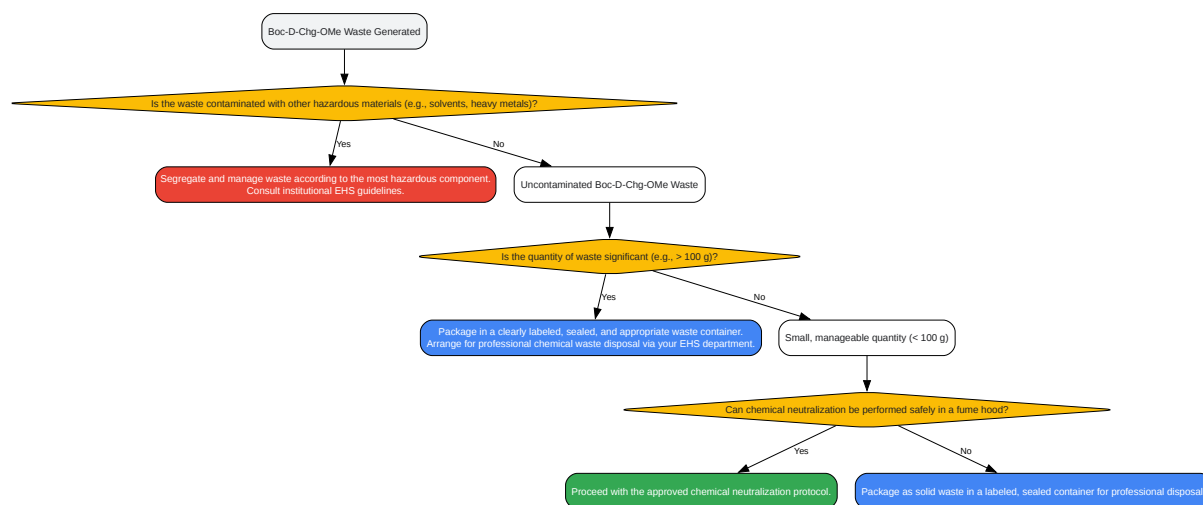 Boc-D-Chg-OMe Waste Generated
Is the waste contaminated with other hazardous materials (e.g., solvents, heavy metals)?
Yes
No
Segregate and manage waste according to the most hazardous component.
Consult institutional EHS guidelines.
Uncontaminated Boc-D-Chg-OMe Waste
Is the quantity of waste significant (e.g., > 100 g)?
Yes
No
Package in a clearly labeled, sealed, and appropriate waste container.
Arrange for professional chemical waste disposal via your EHS department.
Small, manageable quantity (< 100 g)
Can chemical neutralization be performed safely in a fume hood?
Yes
No
Proceed with the approved chemical neutralization protocol.
Package as solid waste in a labeled, sealed container for professional disposal